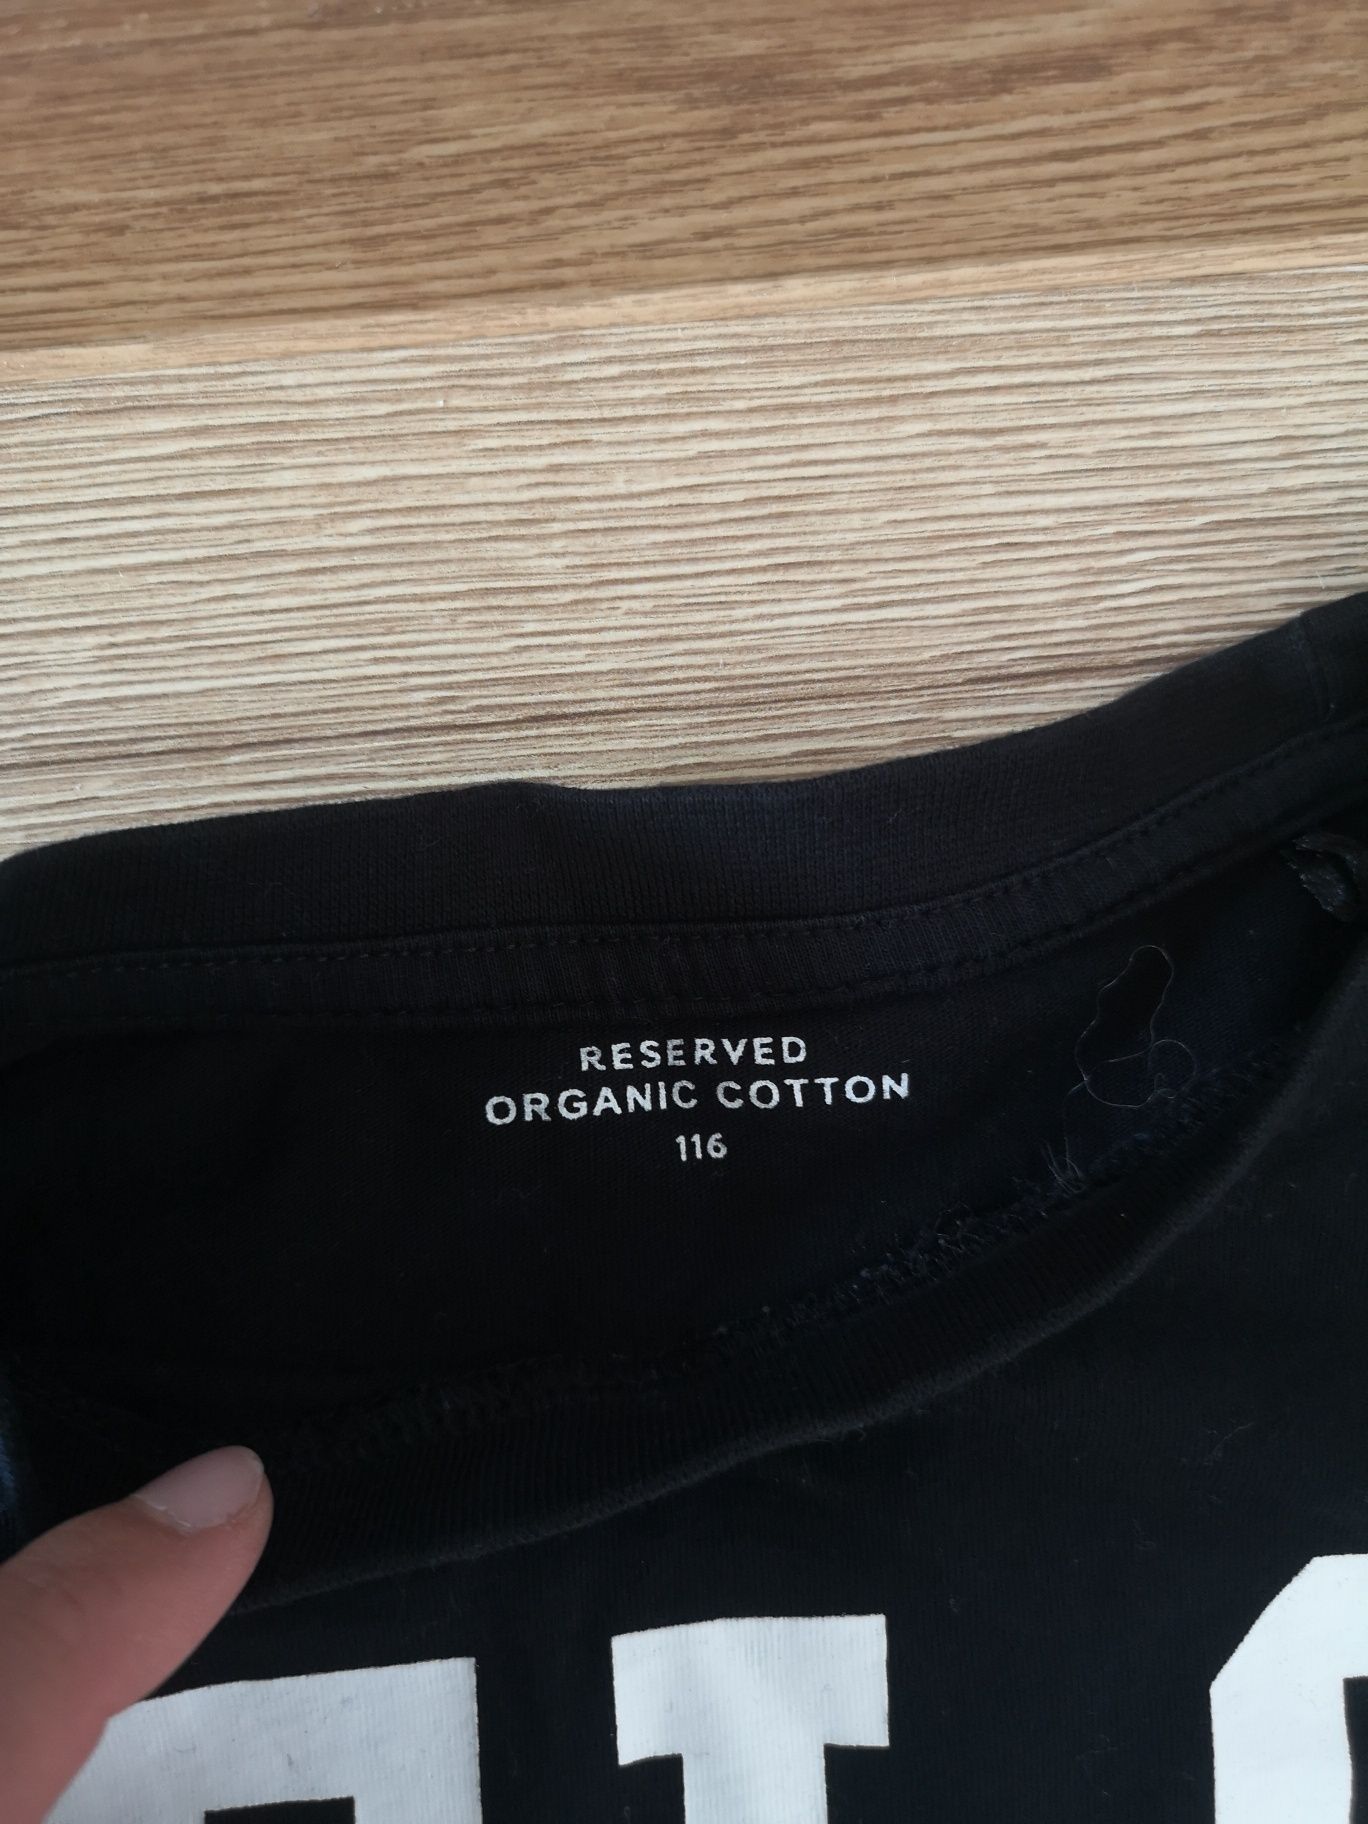 RESERVED
ORGANIC COTTON
116